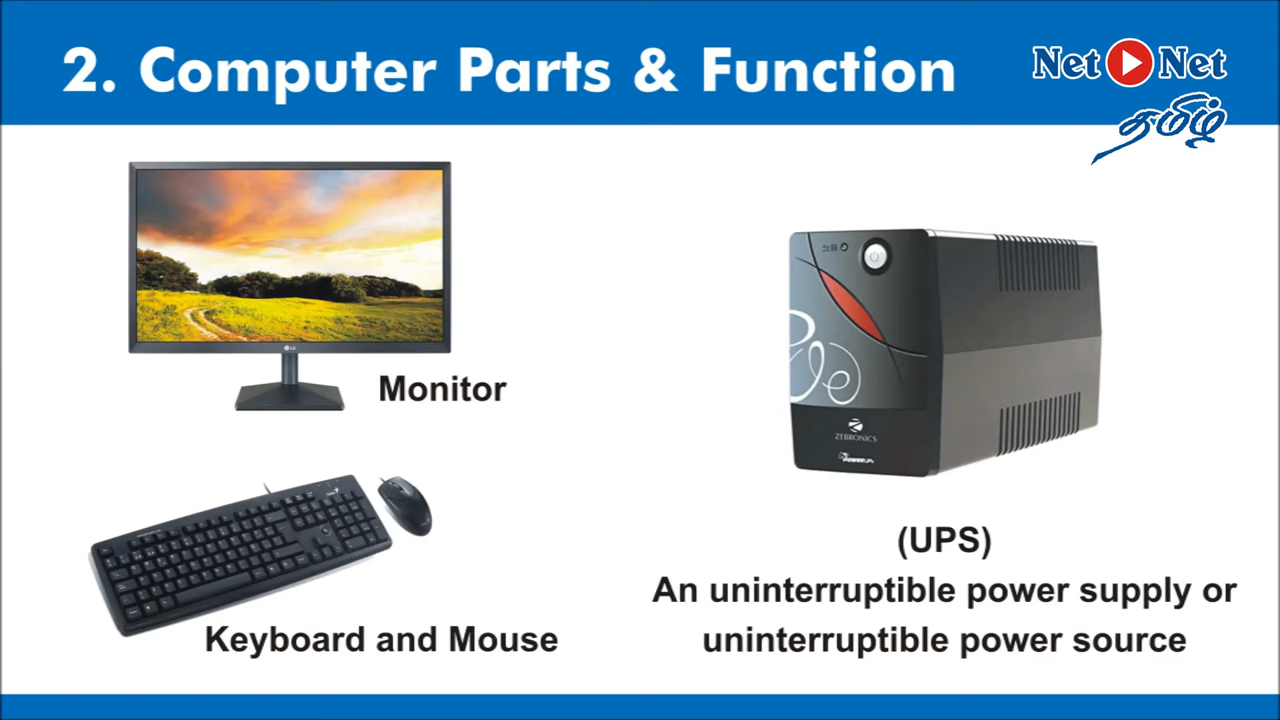 2. Computer Parts & Function
Net Net
தமிழ்
LG
Monitor
ZEBRONICS
Keyboard and Mouse
(UPS)
An uninterruptible power supply or
uninterruptible power source